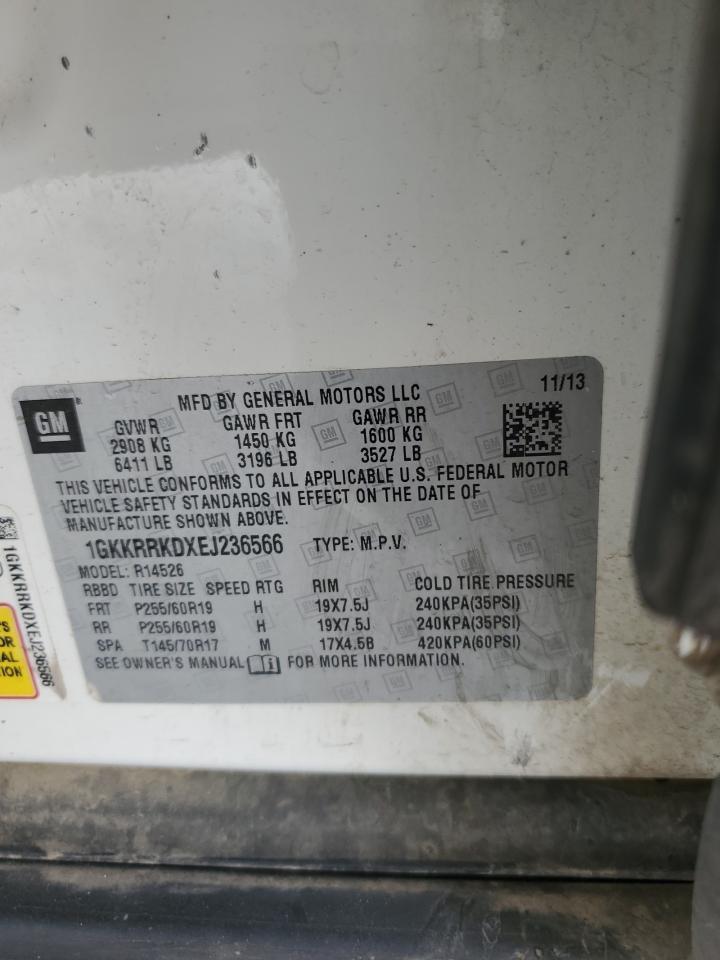 MFD BY GENERAL MOTORS LLC 11/13
GM
GVWR GAWR FRT GAWR RR
2908 KG 1450 KG 1600 KG
6411 LB 3196 LB 3527 LB
THIS VEHICLE CONFORMS TO ALL APPLICABLE U.S. FEDERAL MOTOR
VEHICLE SAFETY STANDARDS IN EFFECT ON THE DATE OF
MANUFACTURE SHOWN ABOVE.
1GKKRRKDXEJ236566 TYPE: M.P.V.
MODEL: R14526
RBBD TIRE SIZE SPEED RTG RIM COLD TIRE PRESSURE
FRT P255/60R19 H 19X7.5J 240KPA(35PSI)
RR P255/60R19 H 19X7.5J 240KPA(35PSI)
SPA T145/70R17 M 17X4.5B 420KPA(60PSI)
SEE OWNER'S MANUAL FOR MORE INFORMATION.
1GKKRRKDXEJ236566